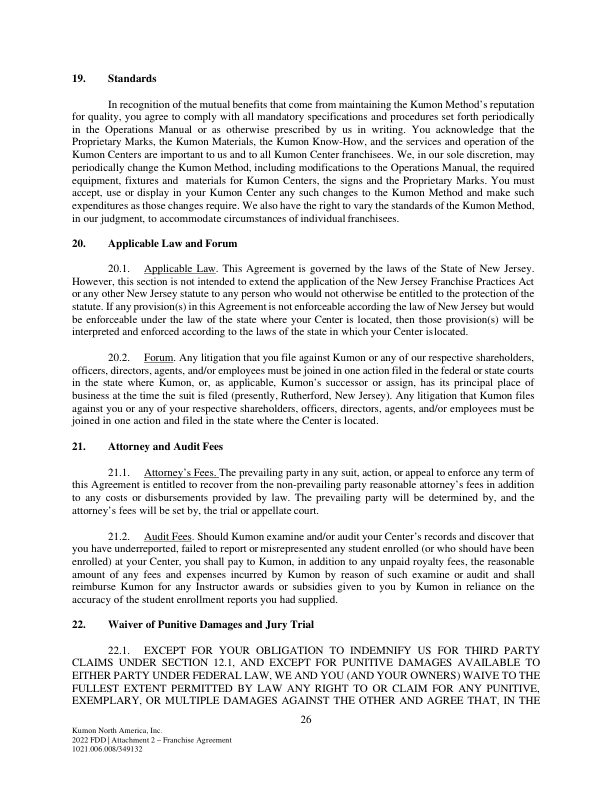 19. Standards
In recognition of the mutual benefits that come from maintaining the Kumon Method's reputation
for quality, you agree to comply with all mandatory specifications and procedures set forth periodically
in the Operations Manual or as otherwise prescribed by us in writing. You acknowledge that the
Proprietary Marks, the Kumon Materials, the Kumon Know-How, and the services and operation of the
Kumon Centers are important to us and to all Kumon Center franchisees. We, in our sole discretion, may
periodically change the Kumon Method, including modifications to the Operations Manual, the required
equipment, fixtures and materials for Kumon Centers, the signs and the Proprietary Marks. You must
accept, use or display in your Kumon Center any such changes to the Kumon Method and make such
expenditures as those changes require. We also have the right to vary the standards of the Kumon Method,
in our judgment, to accommodate circumstances of individual franchisees.
20. Applicable Law and Forum
20.1. Applicable Law. This Agreement is governed by the laws of the State of New Jersey.
However, this section is not intended to extend the application of the New Jersey Franchise Practices Act
or any other New Jersey statute to any person who would not otherwise be entitled to the protection of the
statute. If any provision(s) in this Agreement is not enforceable according the law of New Jersey but would
be enforceable under the law of the state where your Center is located, then those provision(s) will be
interpreted and enforced according to the laws of the state in which your Center is located.
20.2. Forum. Any litigation that you file against Kumon or any of our respective shareholders,
officers, directors, agents, and/or employees must be joined in one action filed in the federal or state courts
in the state where Kumon, or, as applicable, Kumon's successor or assign, has its principal place of
business at the time the suit is filed (presently, Rutherford, New Jersey). Any litigation that Kumon files
against you or any of your respective shareholders, officers, directors, agents, and/or employees must be
joined in one action and filed in the state where the Center is located.
21. Attorney and Audit Fees
21.1. Attorney's Fees. The prevailing party in any suit, action, or appeal to enforce any term of
this Agreement is entitled to recover from the non-prevailing party reasonable attorney's fees in addition
to any costs or disbursements provided by law. The prevailing party will be determined by, and the
attorney's fees will be set by, the trial or appellate court.
21.2. Audit Fees. Should Kumon examine and/or audit your Center's records and discover that
you have underreported, failed to report or misrepresented any student enrolled (or who should have been
enrolled) at your Center, you shall pay to Kumon, in addition to any unpaid royalty fees, the reasonable
amount of any fees and expenses incurred by Kumon by reason of such examine or audit and shall
reimburse Kumon for any Instructor awards or subsidies given to you by Kumon in reliance on the
accuracy of the student enrollment reports you had supplied.
22. Waiver of Punitive Damages and Jury Trial
22.1. EXCEPT FOR YOUR OBLIGATION TO INDEMNIFY US FOR THIRD PARTY
CLAIMS UNDER SECTION 12.1, AND EXCEPT FOR PUNITIVE DAMAGES AVAILABLE TO
EITHER PARTY UNDER FEDERAL LAW, WE AND YOU (AND YOUR OWNERS) WAIVE TO THE
FULLEST EXTENT PERMITTED BY LAW ANY RIGHT TO OR CLAIM FOR ANY PUNITIVE,
EXEMPLARY, OR MULTIPLE DAMAGES AGAINST THE OTHER AND AGREE THAT, IN THE
26
Kumon North America, Inc.
2022 FDD | Attachment 2 – Franchise Agreement
1021.006.008/349132